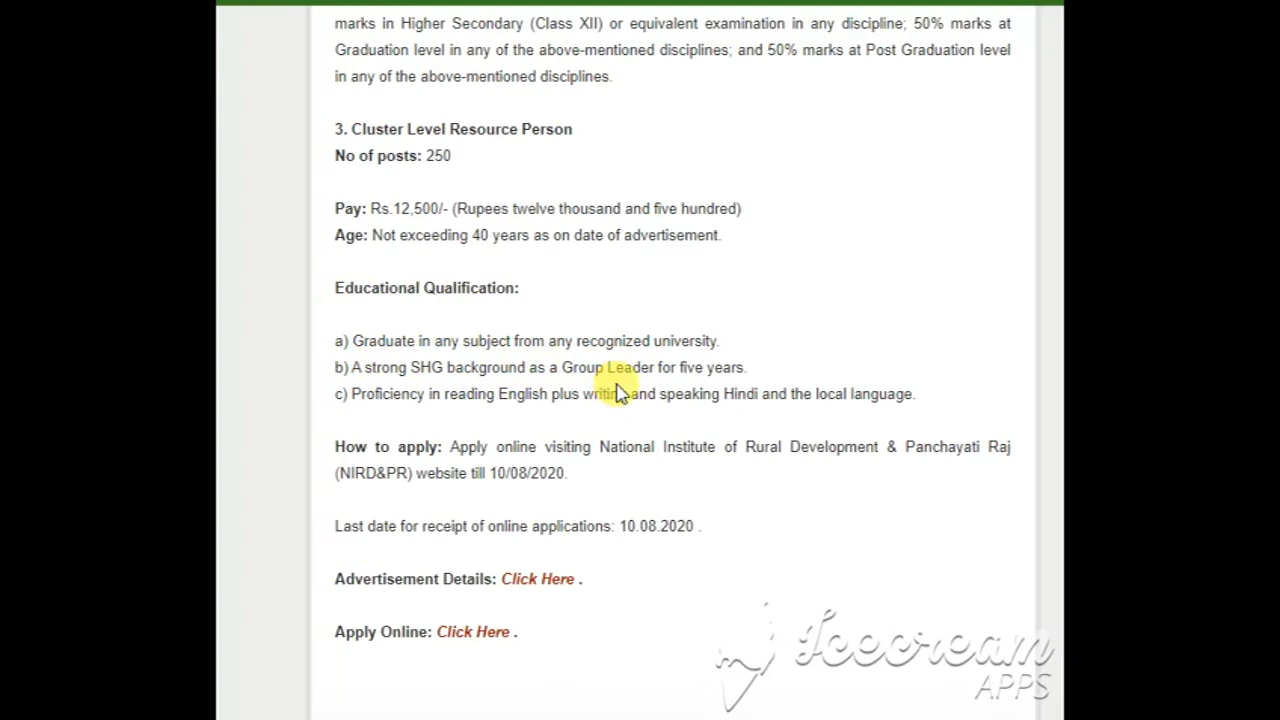 marks in Higher Secondary (Class XII) or equivalent examination in any discipline; 50% marks at
Graduation level in any of the above-mentioned disciplines; and 50% marks at Post Graduation level
in any of the above-mentioned disciplines.
3. Cluster Level Resource Person
No of posts: 250
Pay: Rs.12,500/- (Rupees twelve thousand and five hundred)
Age: Not exceeding 40 years as on date of advertisement.
Educational Qualification:
a) Graduate in any subject from any recognized university.
b) A strong SHG background as a Group Leader for five years.
c) Proficiency in reading English plus writing and speaking Hindi and the local language.
How to apply: Apply online visiting National Institute of Rural Development & Panchayati Raj
(NIRD&PR) website till 10/08/2020.
Last date for receipt of online applications: 10.08.2020 .
Advertisement Details: Click Here .
Apply Online: Click Here .
Icecream
APPS